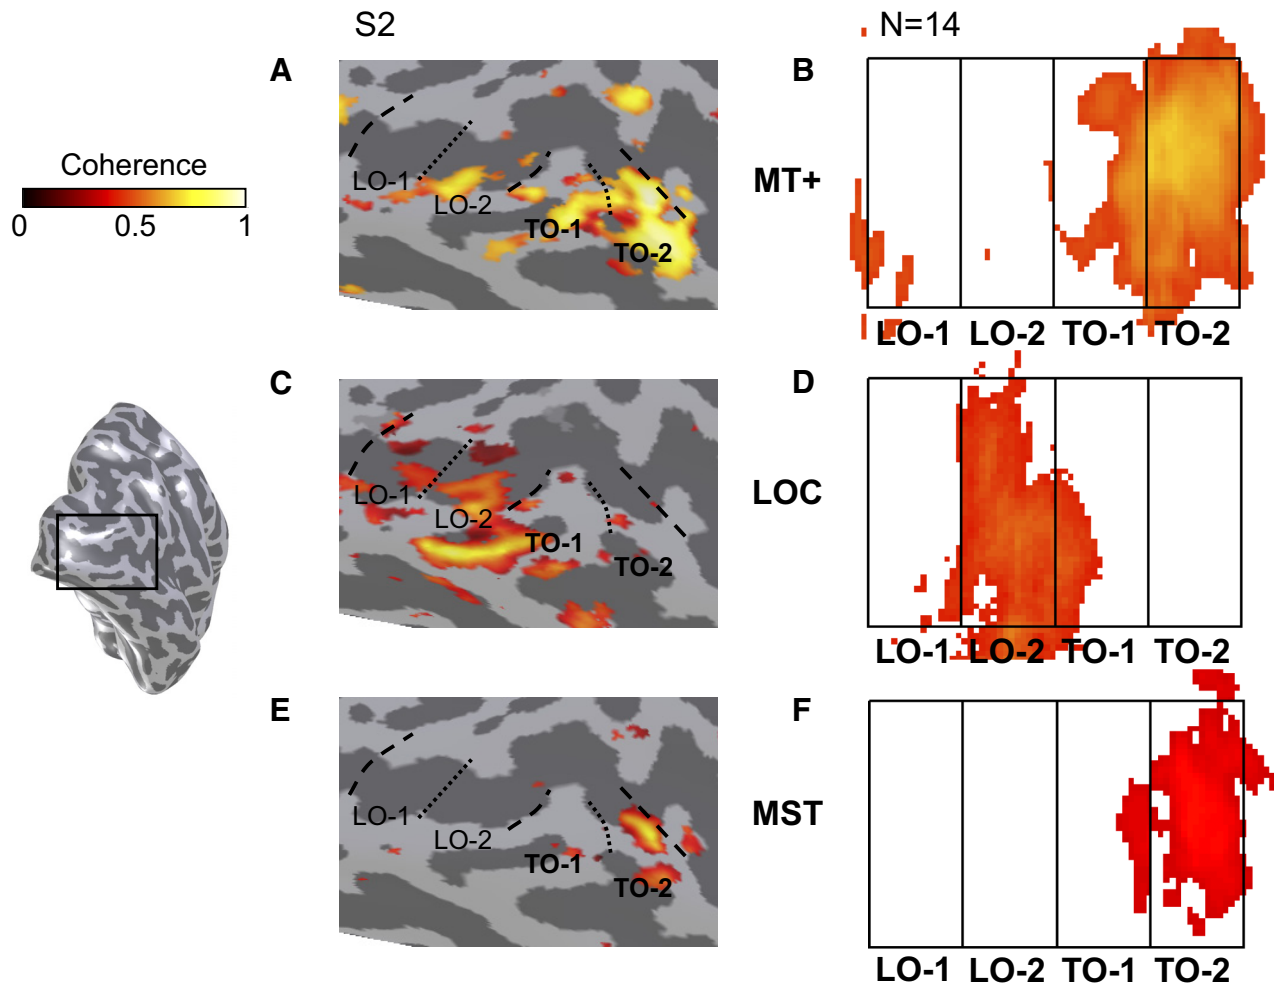 S2
N=14
A
B
Coherence
0 0.5 1
LO-1
LO-2
TO-1
TO-2
MT+
LO-1 LO-2 TO-1 TO-2
C
D
LO-1
LO-2
TO-1
TO-2
LOC
LO-1 LO-2 TO-1 TO-2
E
F
LO-1
LO-2
TO-1
TO-2
MST
LO-1 LO-2 TO-1 TO-2